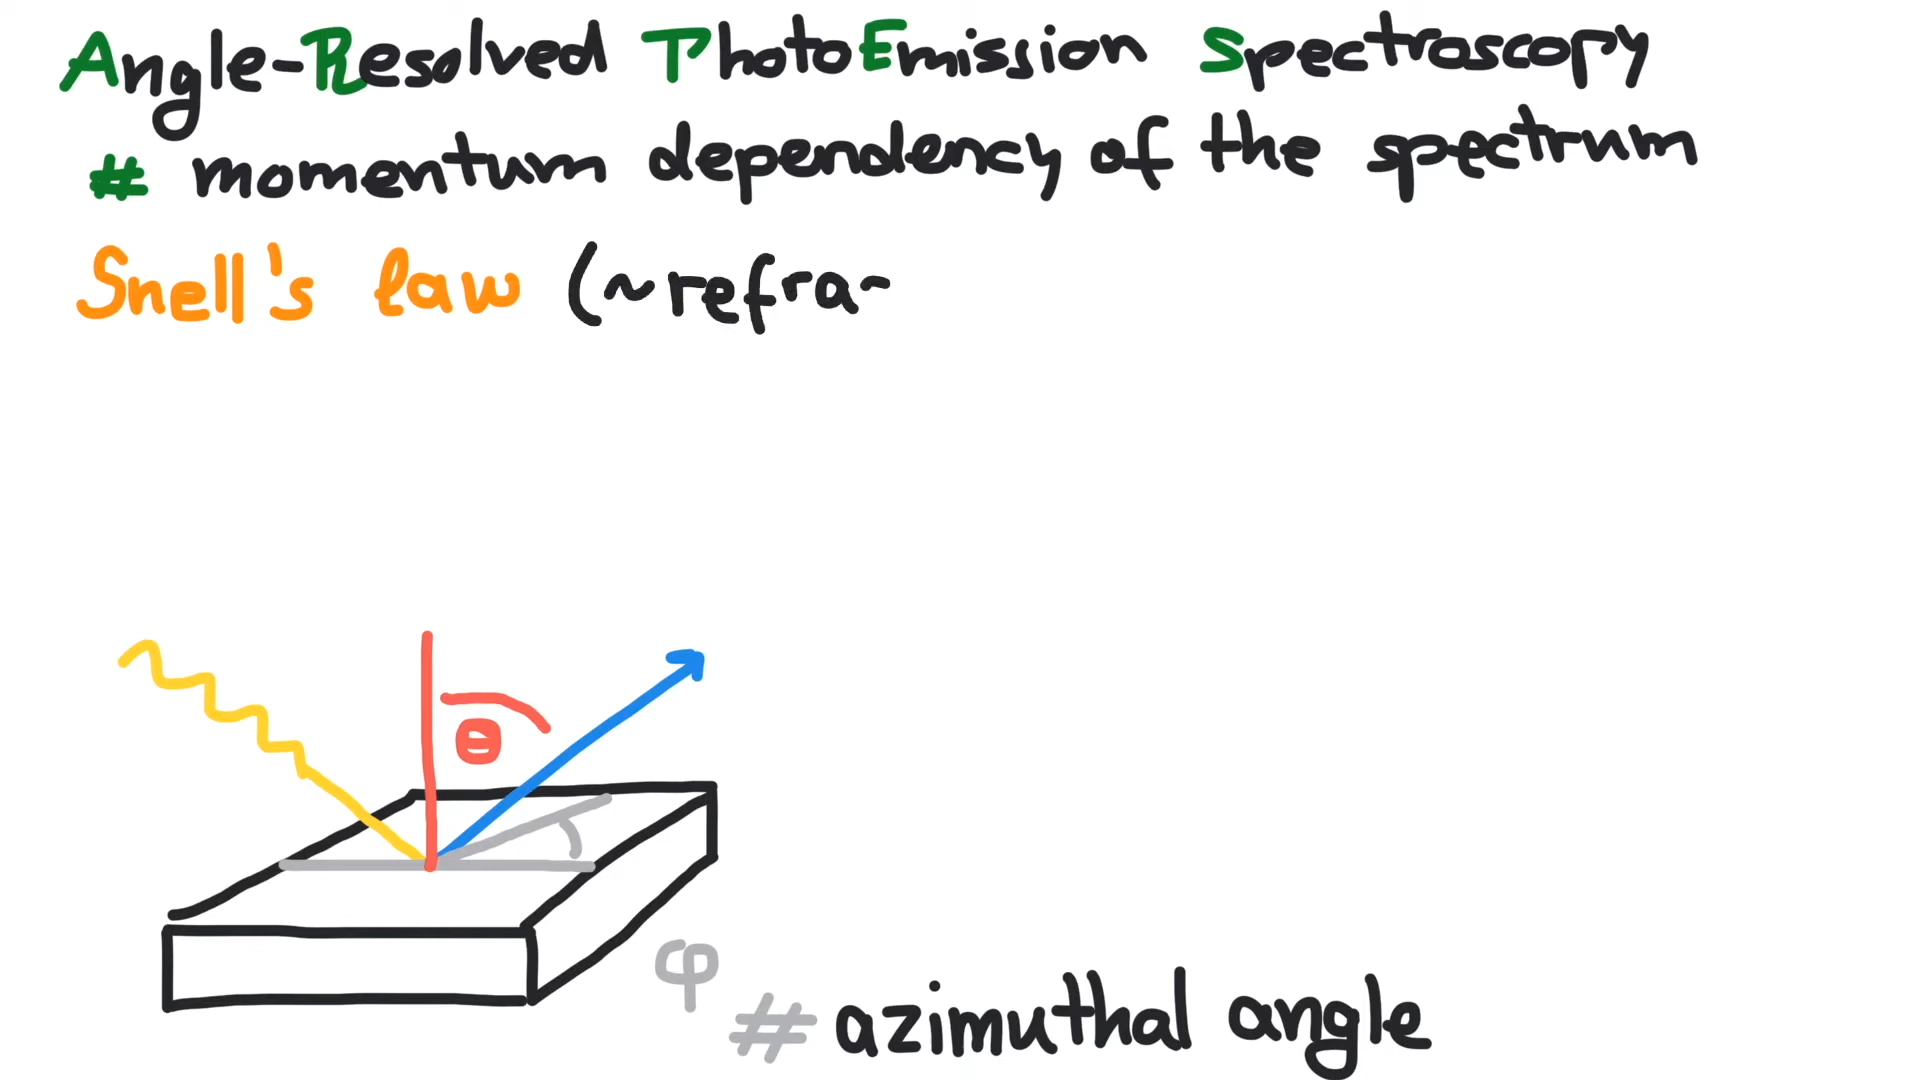 Angle-Resolved PhotoEmission Spectroscopy
# momentum dependency of the spectrum
Snell's law (~refra-
θ
φ
# azimuthal angle